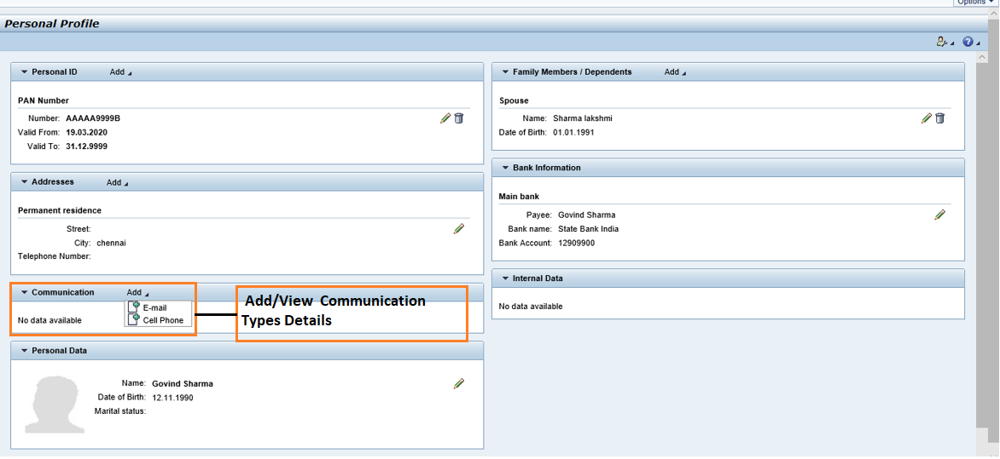 Options
Personal Profile
Personal ID Add
PAN Number
Number: AAAAA9999B
Valid From: 19.03.2020
Valid To: 31.12.9999
Addresses Add
Permanent residence
Street:
City: chennai
Telephone Number:
Communication Add
E-mail
No data available
Cell Phone
Add/View Communication
Types Details
Personal Data
Name: Govind Sharma
Date of Birth: 12.11.1990
Marital status:
Family Members / Dependents Add
Spouse
Name: Sharma lakshmi
Date of Birth: 01.01.1991
Bank Information
Main bank
Payee: Govind Sharma
Bank name: State Bank India
Bank Account: 12909900
Internal Data
No data available